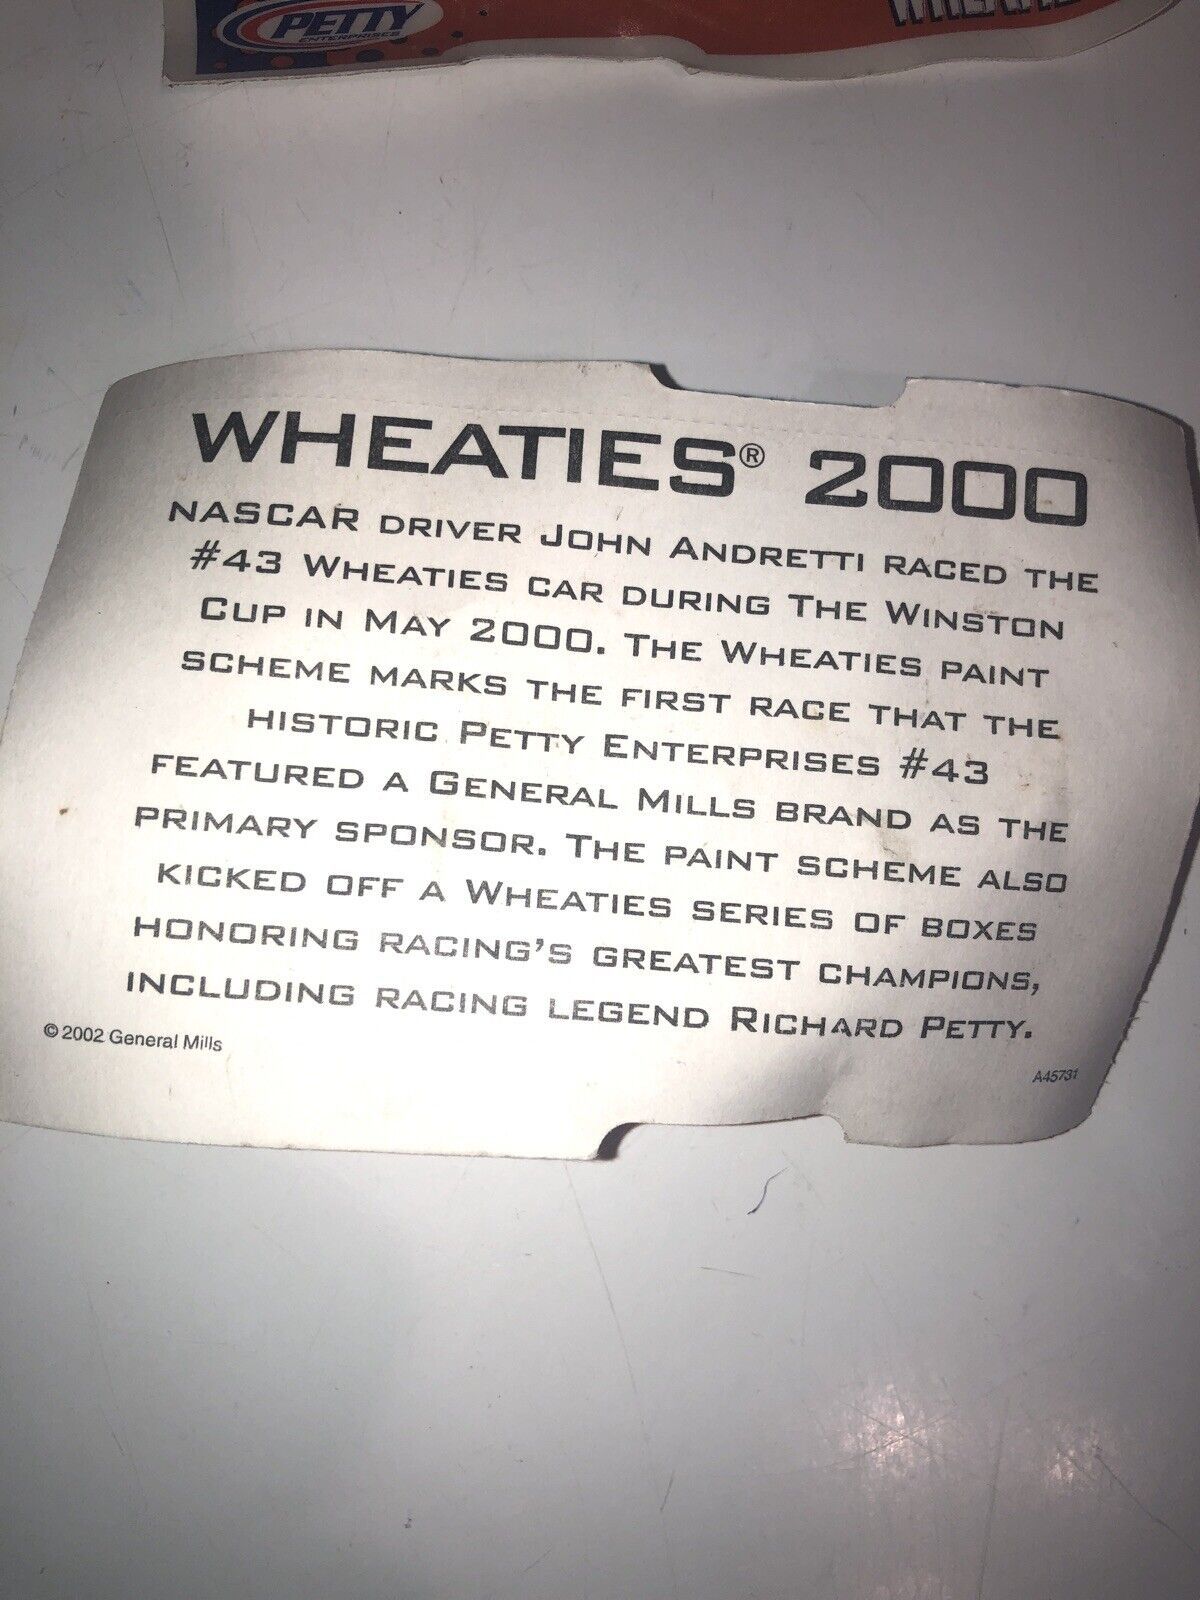 PETTY
ENTERPRISES
WHEATIES® 2000
NASCAR DRIVER JOHN ANDRETTI RACED THE
#43 WHEATIES CAR DURING THE WINSTON
CUP IN MAY 2000. THE WHEATIES PAINT
SCHEME MARKS THE FIRST RACE THAT THE
HISTORIC PETTY ENTERPRISES #43
FEATURED A GENERAL MILLS BRAND AS THE
PRIMARY SPONSOR. THE PAINT SCHEME ALSO
KICKED OFF A WHEATIES SERIES OF BOXES
HONORING RACING'S GREATEST CHAMPIONS,
INCLUDING RACING LEGEND RICHARD PETTY.
© 2002 General Mills
A45731